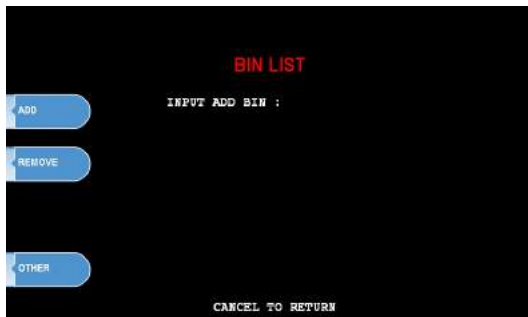 BIN LIST
INPUT ADD BIN :
ADD
REMOVE
OTHER
CANCEL TO RETURN